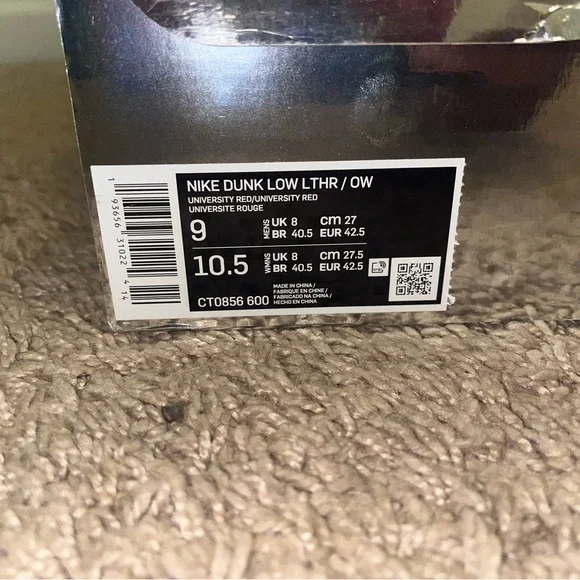 NIKE DUNK LOW LTHR / OW
UNIVERSITY RED/UNIVERSITY RED
UNIVERSITE ROUGE
9 MENS UK 8 CM 27
BR 40.5 EUR 42.5
10.5 WMNS UK 8 CM 27.5
BR 40.5 EUR 42.5
CT0856 600
MADE IN CHINA /
FABRIQUE EN CHINE /
FABRICADO NA CHINA /
HECHO EN CHINA
1 93656 31022 4 14